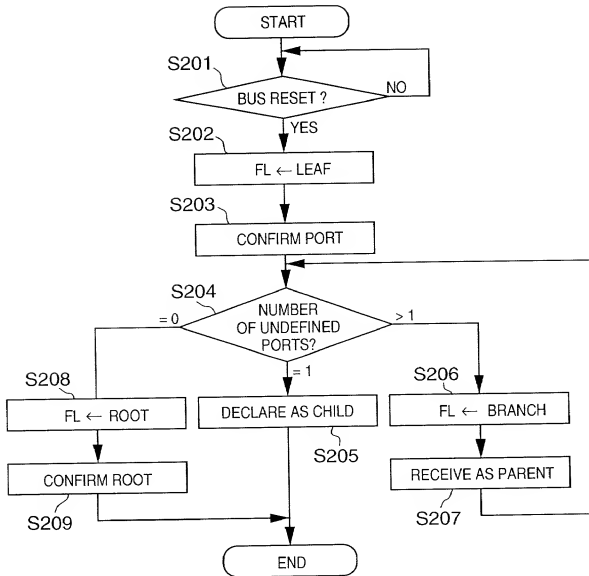 START
S201
BUS RESET ?
NO
YES
S202
FL ← LEAF
S203
CONFIRM PORT
S204
NUMBER
OF UNDEFINED
PORTS?
= 0
> 1
= 1
S208
FL ← ROOT
DECLARE AS CHILD
S205
S206
FL ← BRANCH
CONFIRM ROOT
S209
RECEIVE AS PARENT
S207
END